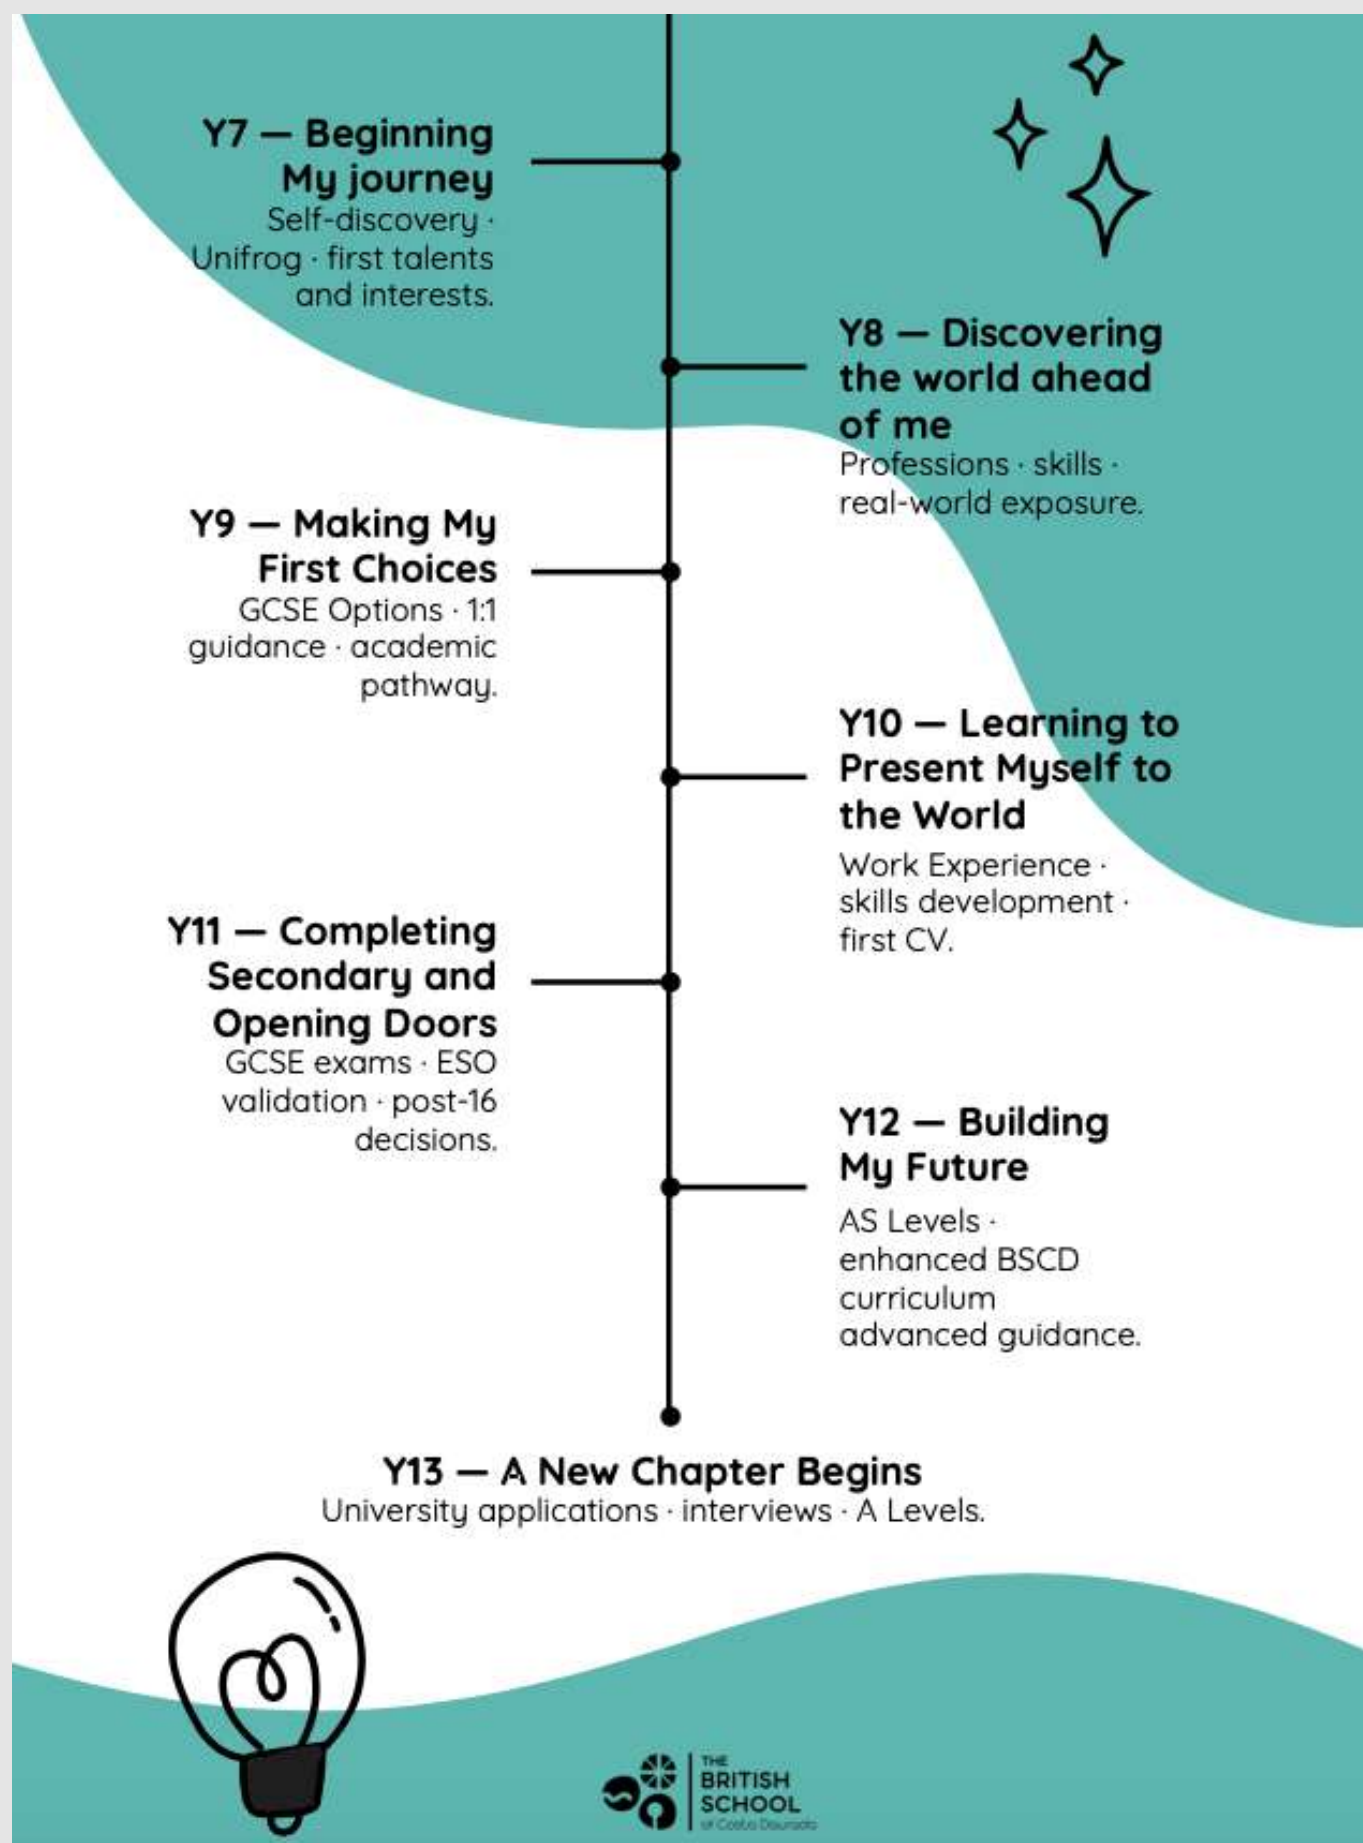 Y7 — Beginning
My journey
Self-discovery ·
Unifrog · first talents
and interests.
Y8 — Discovering
the world ahead
of me
Professions · skills ·
real-world exposure.
Y9 — Making My
First Choices
GCSE Options · 1:1
guidance · academic
pathway.
Y10 — Learning to
Present Myself to
the World
Work Experience ·
skills development ·
first CV.
Y11 — Completing
Secondary and
Opening Doors
GCSE exams · ESO
validation · post-16
decisions.
Y12 — Building
My Future
AS Levels ·
enhanced BSCD
curriculum
advanced guidance.
Y13 — A New Chapter Begins
University applications · interviews · A Levels.
THE
BRITISH
SCHOOL
of Costa Daurada